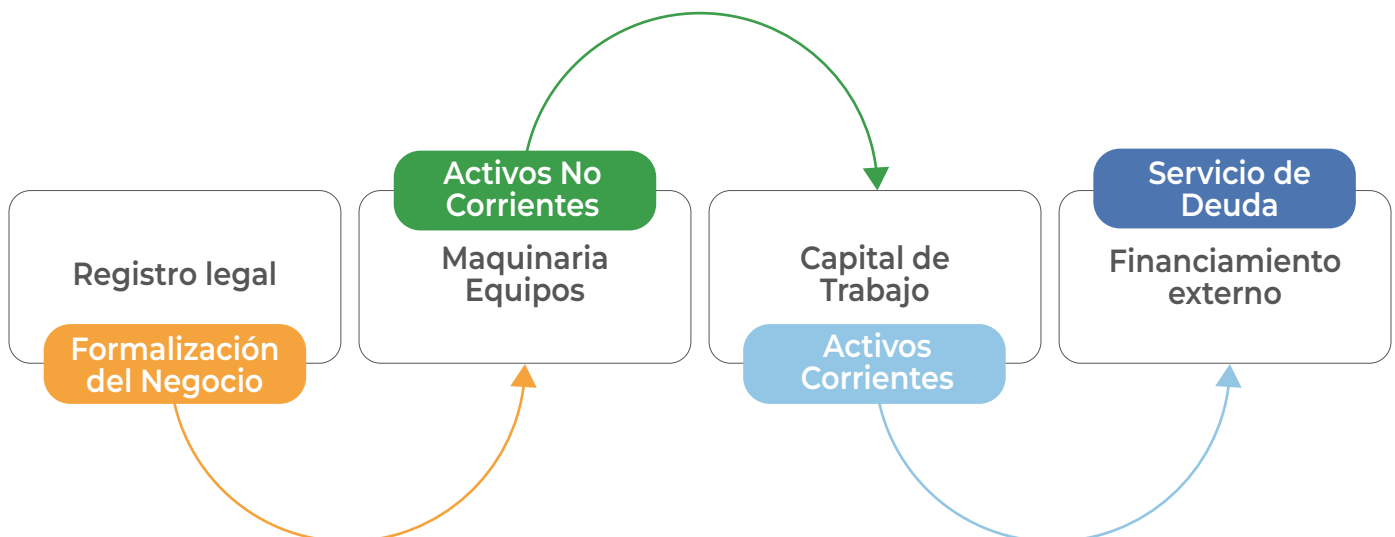 Registro legal
Formalización
del Negocio
Activos No
Corrientes
Maquinaria
Equipos
Capital de
Trabajo
Activos
Corrientes
Servicio de
Deuda
Financiamiento
externo